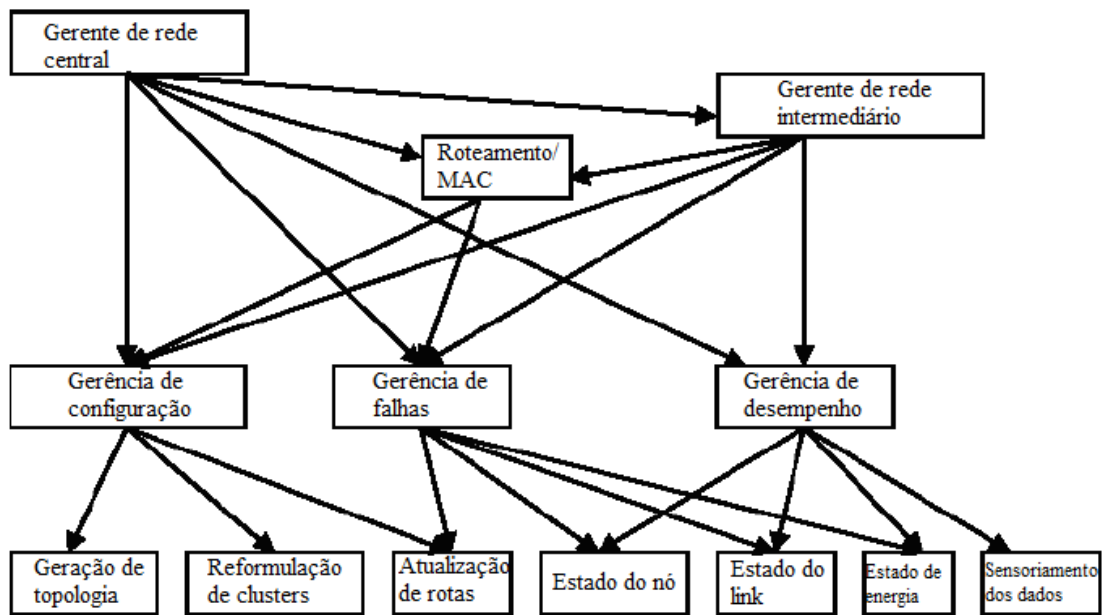 Gerente de rede
central
Gerente de rede
intermediário
Roteamento/
MAC
Gerência de
configuração
Gerência de
falhas
Gerência de
desempenho
Geração de
topologia
Reformulação
de clusters
Atualização
de rotas
Estado do nó
Estado do
link
Estado de
energia
Sensoriamento
dos dados